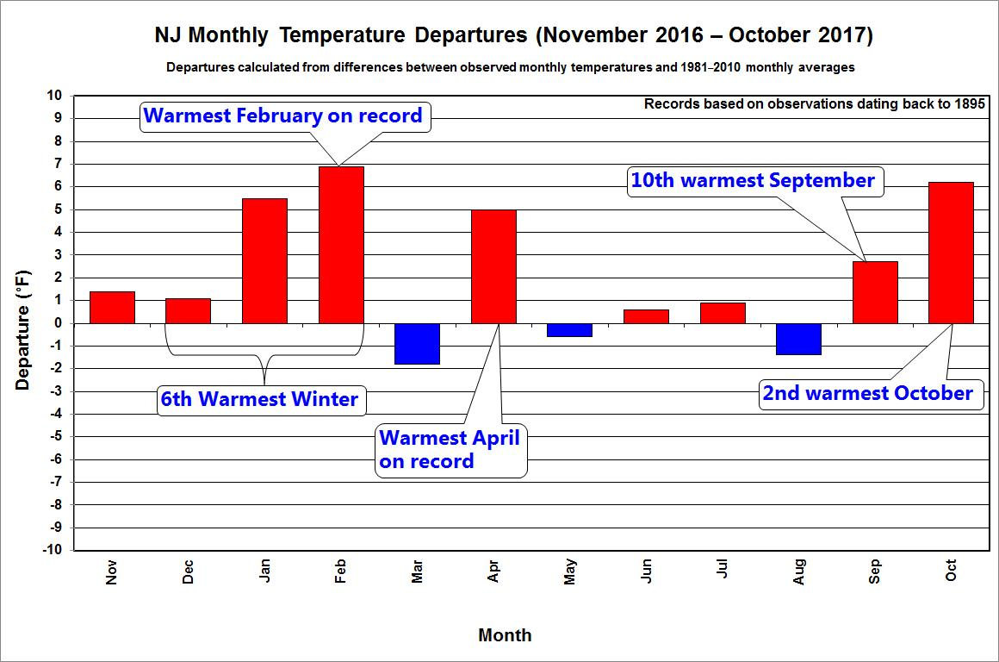 NJ Monthly Temperature Departures (November 2016 – October 2017)
Departures calculated from differences between observed monthly temperatures and 1981–2010 monthly averages
Records based on observations dating back to 1895
Warmest February on record
10th warmest September
6th Warmest Winter
2nd warmest October
Warmest April
on record
Departure (°F)
10
9
8
7
6
5
4
3
2
1
0
-1
-2
-3
-4
-5
-6
-7
-8
-9
-10
Nov
Dec
Jan
Feb
Mar
Apr
May
Jun
Jul
Aug
Sep
Oct
Month